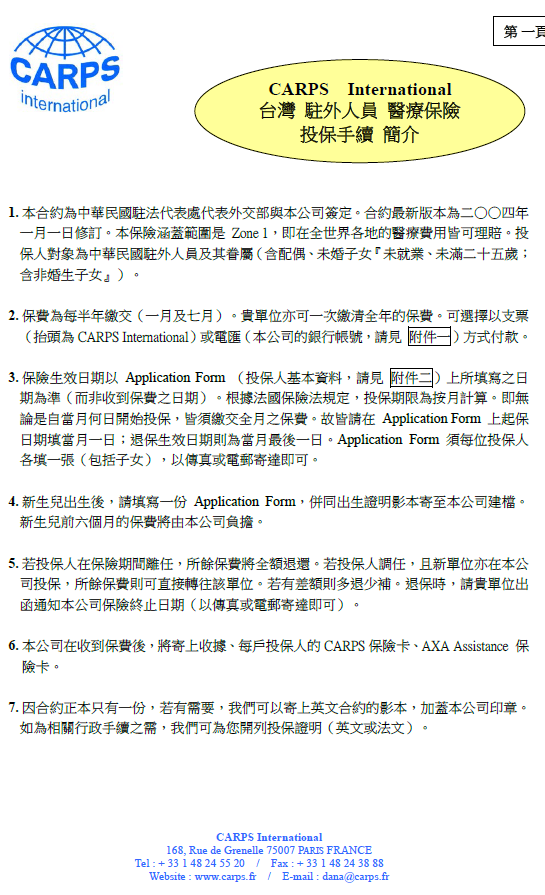 第 一頁
CARPS
international
CARPS International
台灣 駐外人員 醫療保險
投保手續 簡介
1. 本合約為中華民國駐法代表處代表外交部與本公司簽定。合約最新版本為二〇〇四年
一月一日修訂。本保險涵蓋範圍是 Zone 1，即在全世界各地的醫療費用皆可理賠。投
保人對象為中華民國駐外人員及其眷屬（含配偶、未婚子女『未就業、未滿二十五歲；
含非婚生子女』）。
2. 保費為每半年繳交（一月及七月）。貴單位亦可一次繳清全年的保費。可選擇以支票
（抬頭為 CARPS International）或電匯（本公司的銀行帳號，請見 附件一）方式付款。
3. 保險生效日期以 Application Form （投保人基本資料，請見 附件二）上所填寫之日
期為準（而非收到保費之日期）。根據法國保險法規定，投保期限為按月計算。即無
論是自當月何日開始投保，皆須繳交全月之保費。故皆請在 Application Form 上起保
日期填當月一日；退保生效日期則為當月最後一日。Application Form 須每位投保人
各填一張（包括子女），以傳真或電郵寄達即可。
4. 新生兒出生後，請填寫一份 Application Form，併同出生證明影本寄至本公司建檔。
新生兒前六個月的保費將由本公司負擔。
5. 若投保人在保險期間離任，所餘保費將全額退還。若投保人調任，且新單位亦在本公
司投保，所餘保費則可直接轉往該單位。若有差額則多退少補。退保時，請貴單位出
函通知本公司保險終止日期（以傳真或電郵寄達即可）。
6. 本公司在收到保費後，將寄上收據、每戶投保人的 CARPS 保險卡、AXA Assistance 保
險卡。
7. 因合約正本只有一份，若有需要，我們可以寄上英文合約的影本，加蓋本公司印章。
如為相關行政手續之需，我們可為您開列投保證明（英文或法文）。
CARPS International
168, Rue de Grenelle 75007 PARIS FRANCE
Tel : + 33 1 48 24 55 20 / Fax : + 33 1 48 24 38 88
Website : www.carps.fr / E-mail : dana@carps.fr